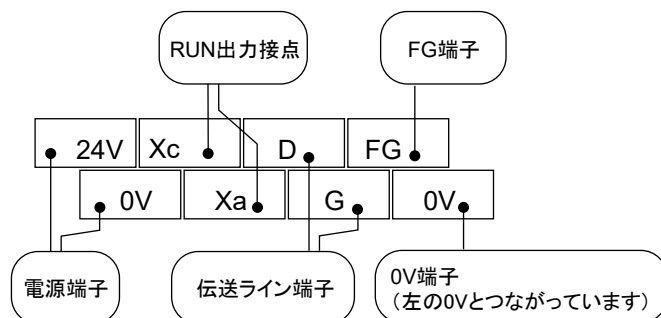 RUN出力接点
FG端子
24V Xc D FG
0V Xa G 0V
電源端子
伝送ライン端子
0V端子
（左の0Vとつながっています）